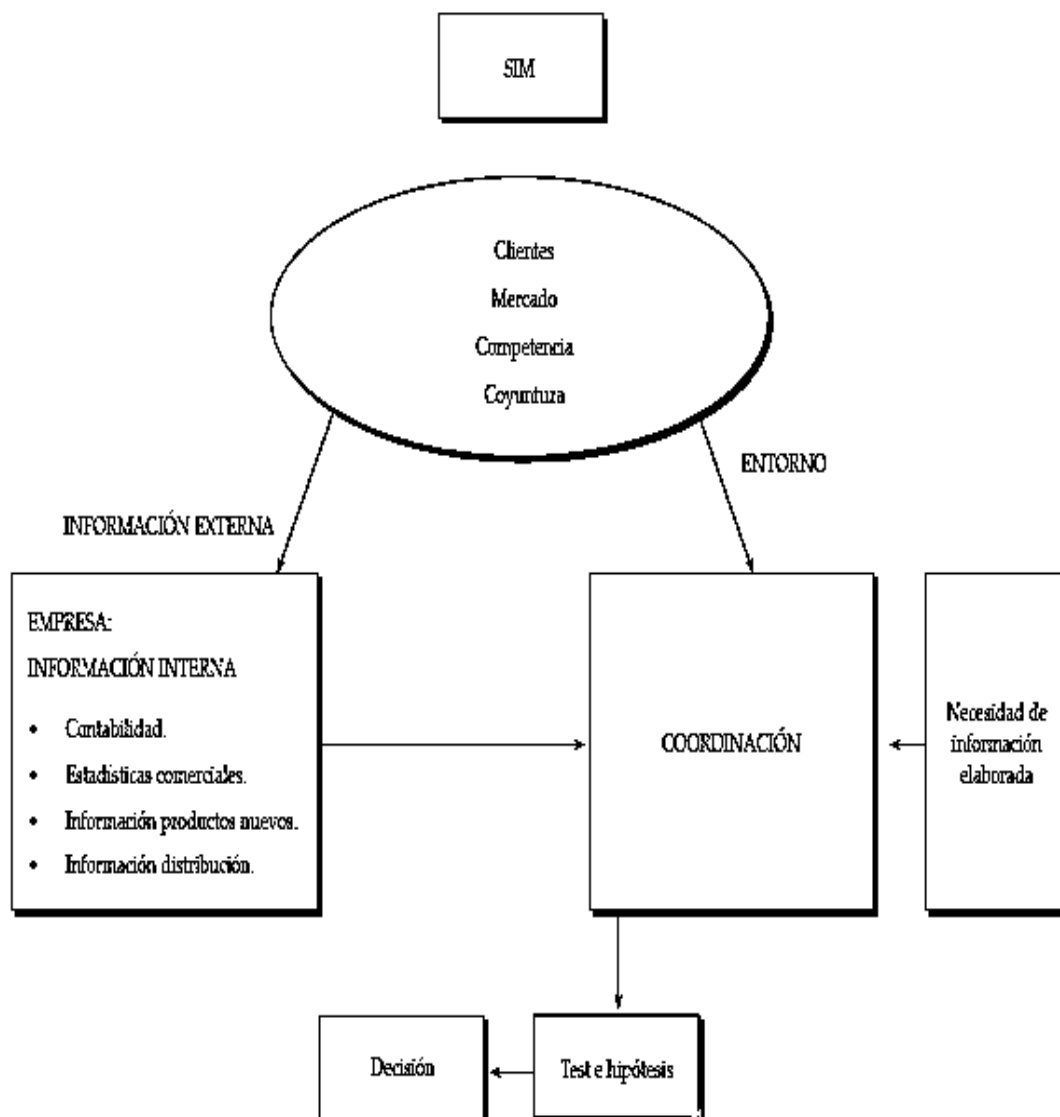 SIM
Clientes
Mercado
Competencia
Coyuntura
ENTORNO
INFORMACIÓN EXTERNA
EMPRESA:
INFORMACIÓN INTERNA
• Contabilidad.
• Estadísticas comerciales.
• Información productos nuevos.
• Información distribución.
COORDINACIÓN
Necesidad de
información
elaborada
Decisión
Test e hipótesis